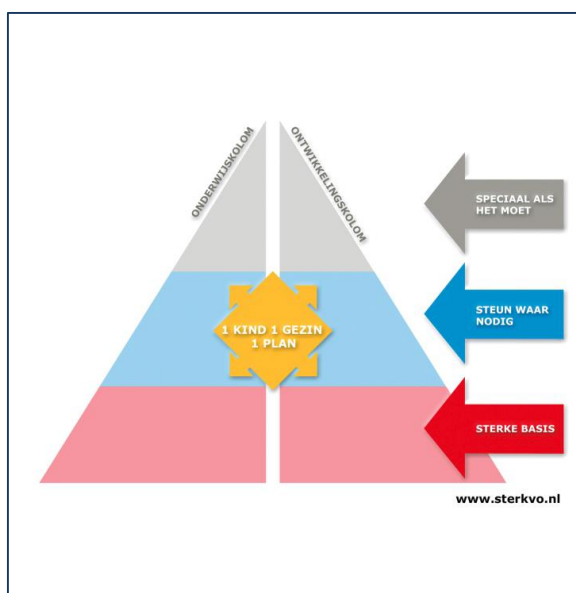 ONDERWIJSKOLOM
ONTWIKKELINGSKOLOM
SPECIAAL ALS
HET MOET
STEUN WAAR
NODIG
1 KIND 1 GEZIN
1 PLAN
STERKE BASIS
www.sterkvo.nl